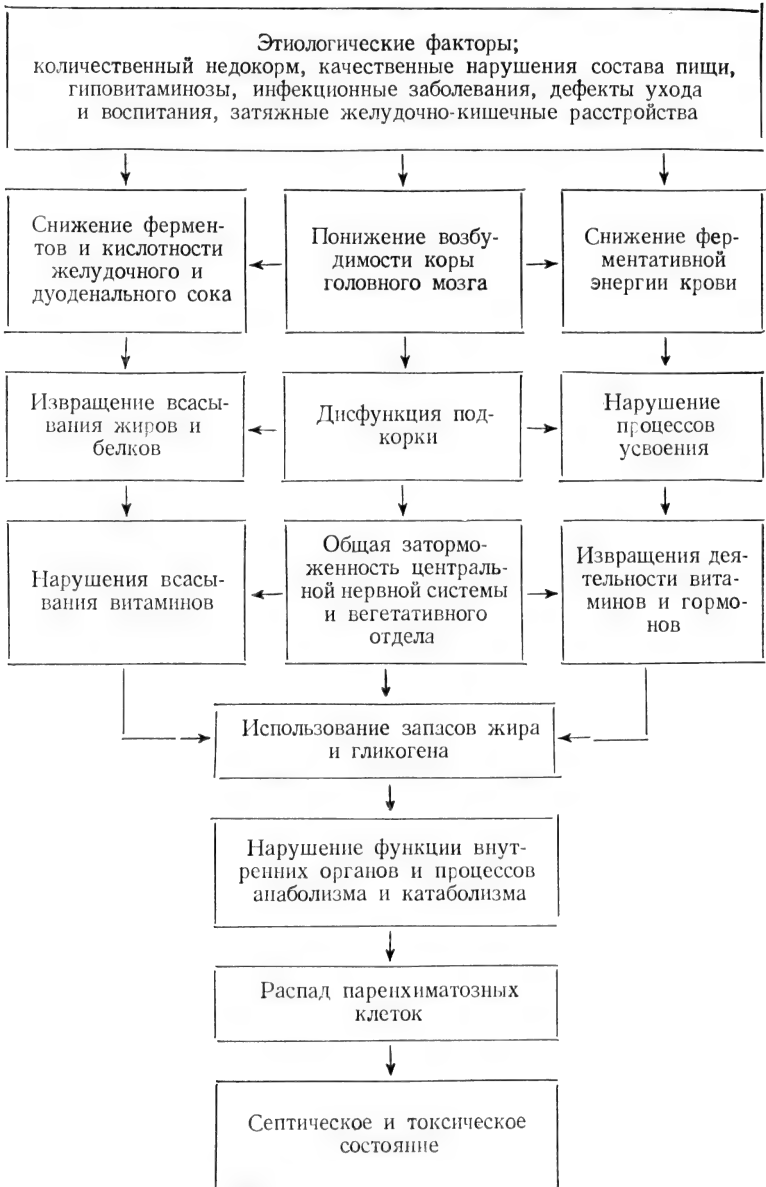 Этиологические факторы;
количественный недокорм, качественные нарушения состава пищи,
гиповитаминозы, инфекционные заболевания, дефекты ухода
и воспитания, затяжные желудочно-кишечные расстройства
Снижение фермен-
тов и кислотности
желудочного и
дуоденального сока
Понижение возбу-
димости коры
головного мозга
Снижение фер-
ментативной
энергии крови
Извращение всасы-
вания жиров и
белков
Дисфункция под-
корки
Нарушение
процессов
усвоения
Нарушения всасы-
вания витаминов
Общая затормо-
женность централь-
ной нервной системы
и вегетативного
отдела
Извращения дея-
тельности вита-
минов и гормо-
нов
Использование запасов жира
и гликогена
Нарушение функции внут-
ренних органов и процессов
анаболизма и катаболизма
Распад паренхиматозных
клеток
Септическое и токсическое
состояние